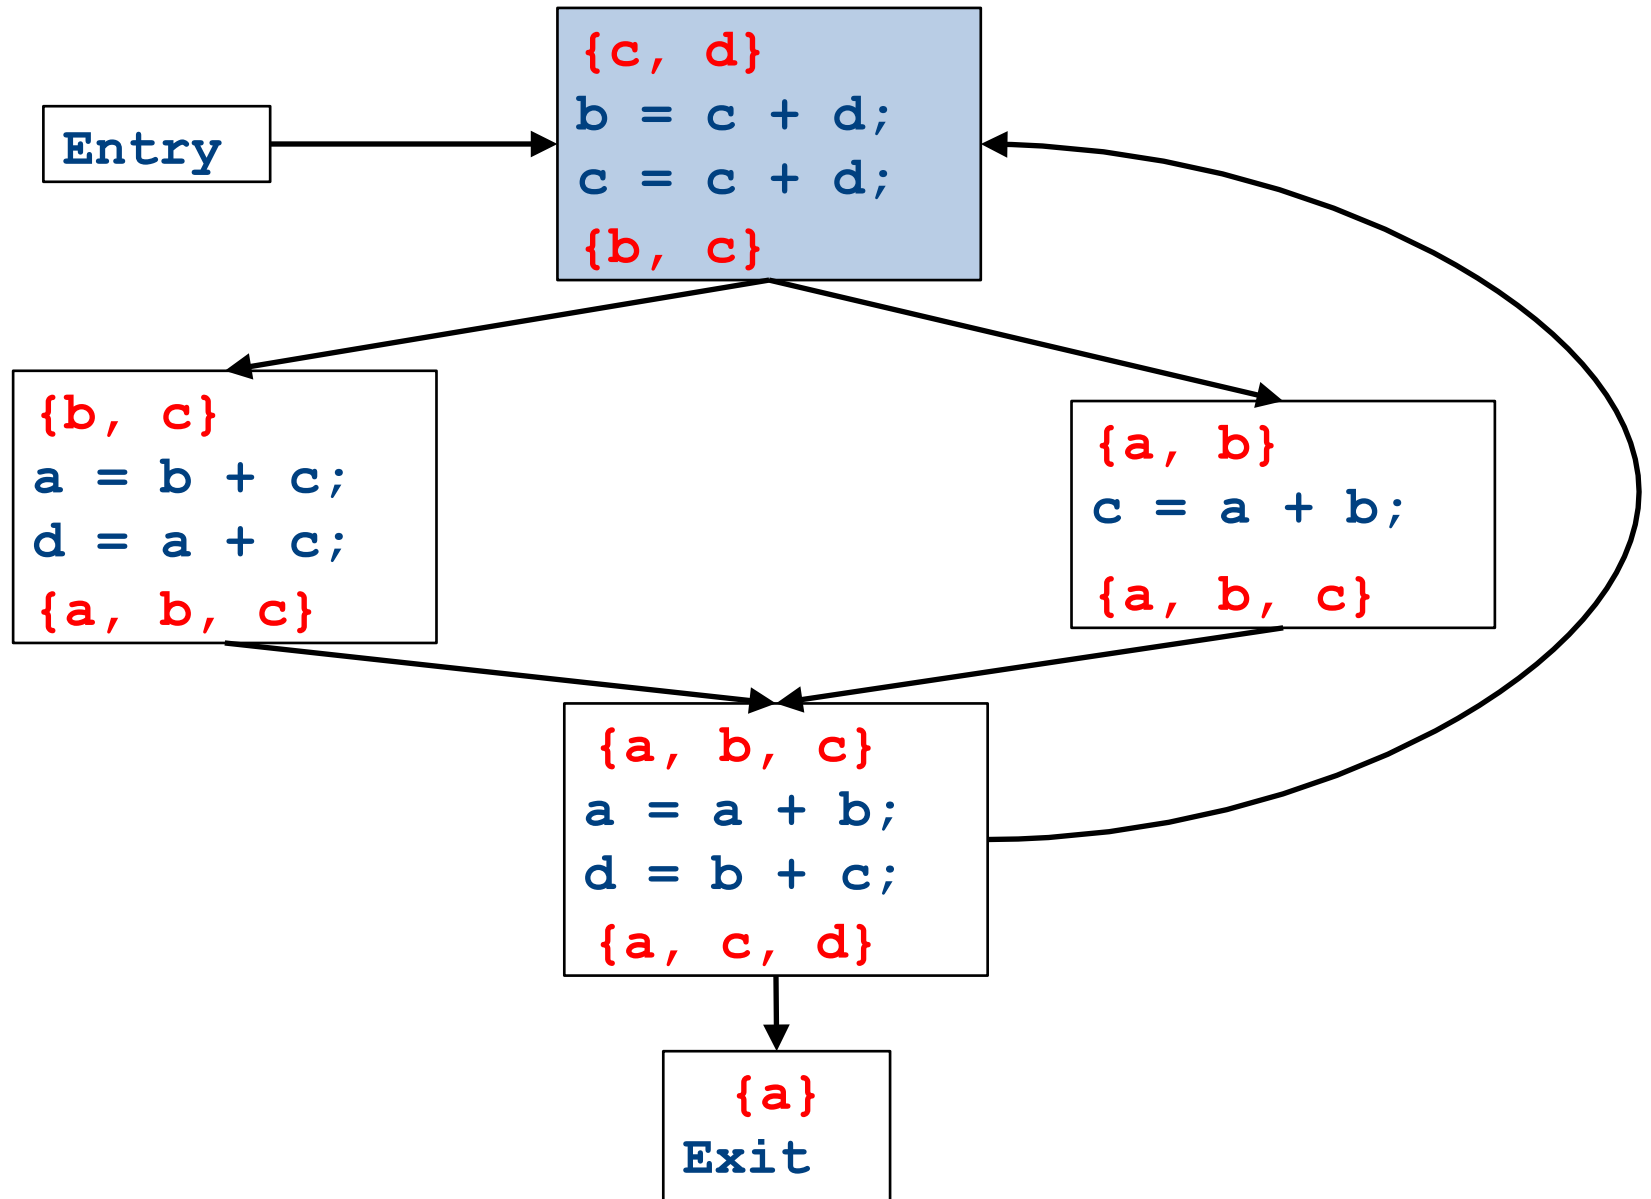 {c, d}
b = c + d;
c = c + d;
{b, c}
Entry
{b, c}
a = b + c;
d = a + c;
{a, b, c}
{a, b}
c = a + b;
{a, b, c}
{a, b, c}
a = a + b;
d = b + c;
{a, c, d}
{a}
Exit